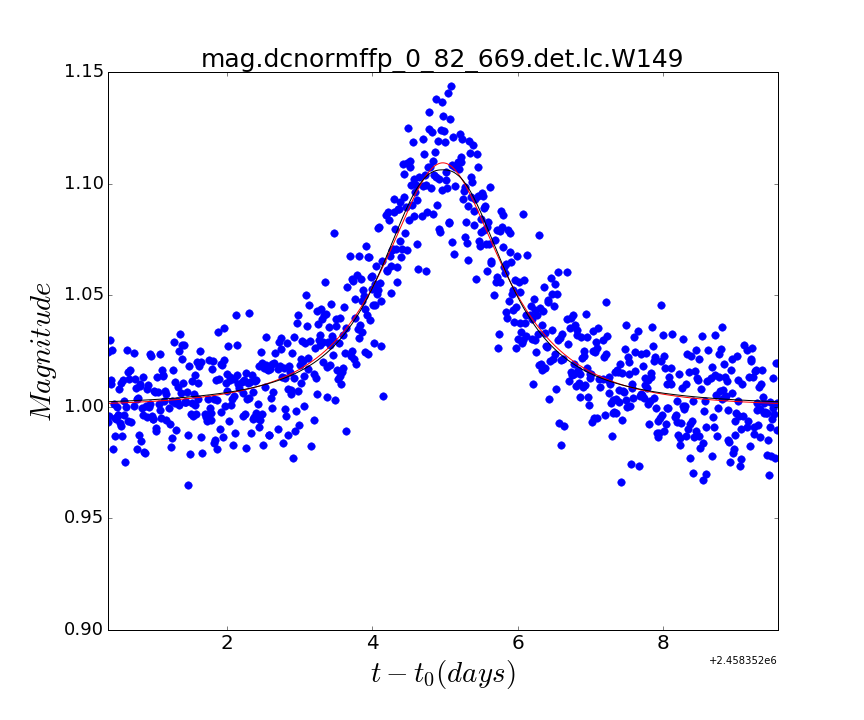 mag.dcnormffp_0_82_669.det.lc.W149
1.15
1.10
1.05
1.00
0.95
0.90
Magnitude
2 4 6 8
+2.458352e6
t − t₀(days)